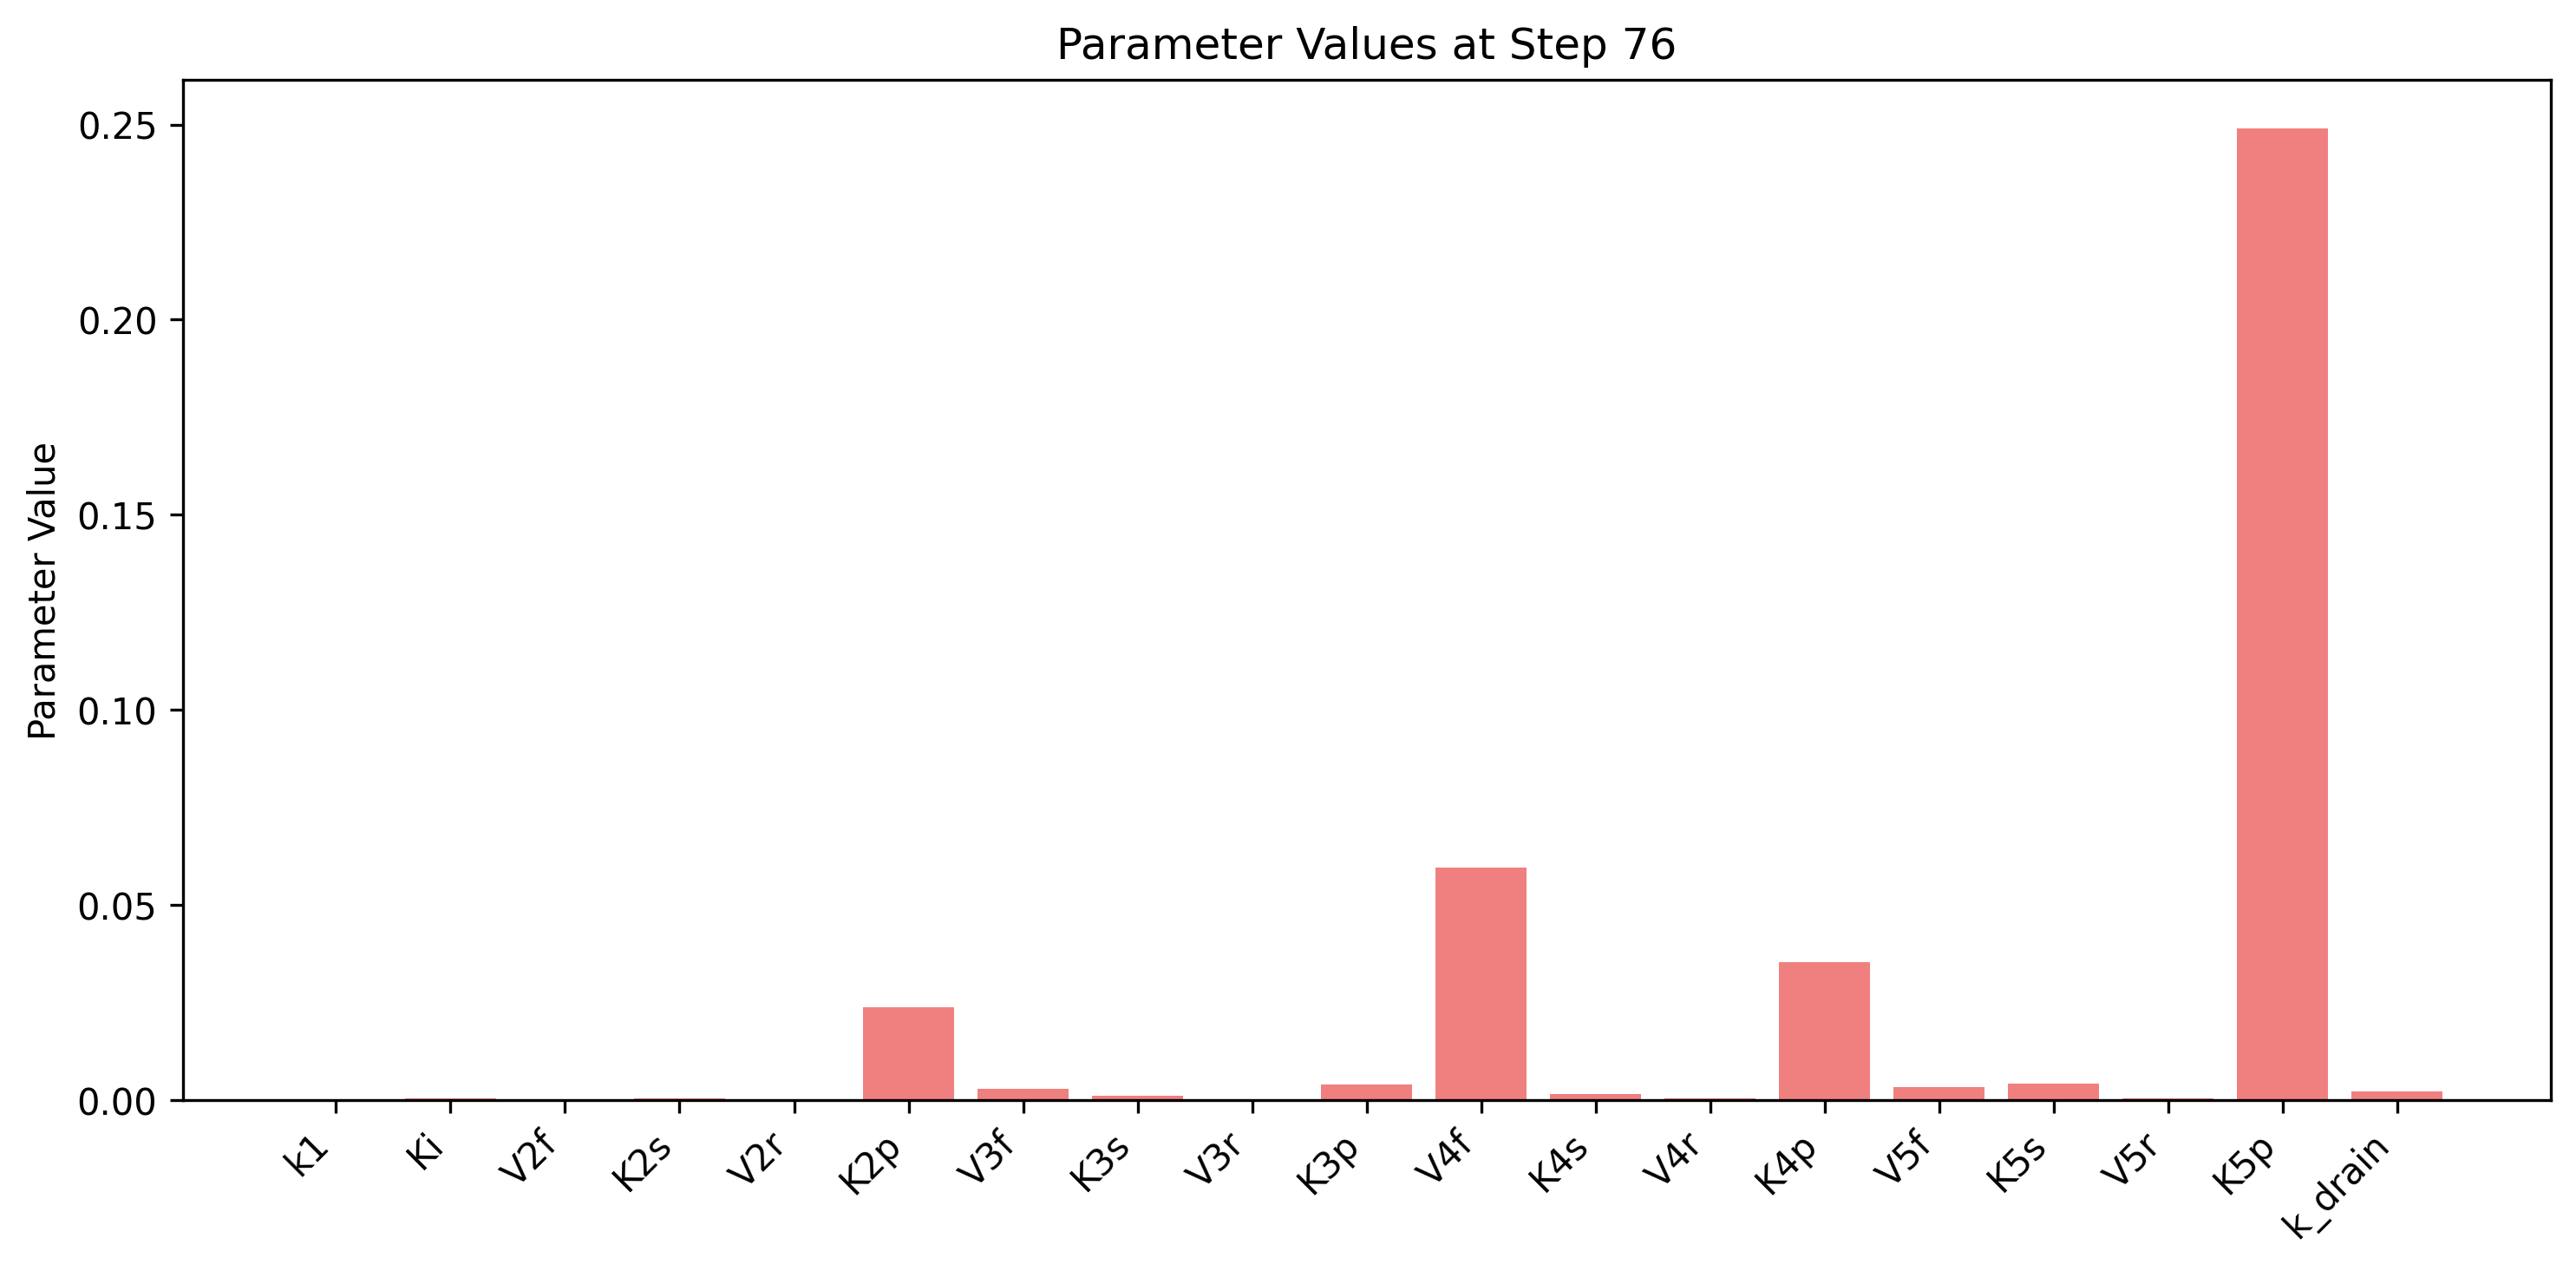 Parameter Values at Step 76
Parameter Value
0.25
0.20
0.15
0.10
0.05
0.00
k1 Ki V2f K2s V2r K2p V3f K3s V3r K3p V4f K4s V4r K4p V5f K5s V5r K5p k_drain